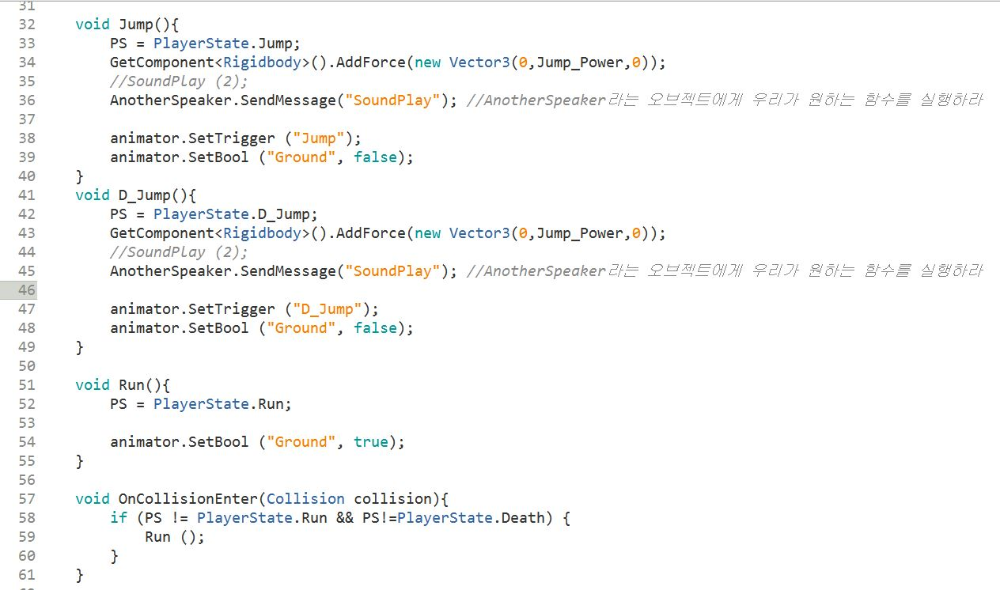 31
32 void Jump(){
33 PS = PlayerState.Jump;
34 GetComponent<Rigidbody>().AddForce(new Vector3(0,Jump_Power,0));
35 //SoundPlay (2);
36 AnotherSpeaker.SendMessage("SoundPlay"); //AnotherSpeaker라는 오브젝트에게 우리가 원하는 함수를 실행하라
37
38 animator.SetTrigger ("Jump");
39 animator.SetBool ("Ground", false);
40 }
41 void D_Jump(){
42 PS = PlayerState.D_Jump;
43 GetComponent<Rigidbody>().AddForce(new Vector3(0,Jump_Power,0));
44 //SoundPlay (2);
45 AnotherSpeaker.SendMessage("SoundPlay"); //AnotherSpeaker라는 오브젝트에게 우리가 원하는 함수를 실행하라
46
47 animator.SetTrigger ("D_Jump");
48 animator.SetBool ("Ground", false);
49 }
50
51 void Run(){
52 PS = PlayerState.Run;
53
54 animator.SetBool ("Ground", true);
55 }
56
57 void OnCollisionEnter(Collision collision){
58 if (PS != PlayerState.Run && PS!=PlayerState.Death) {
59 Run ();
60 }
61 }